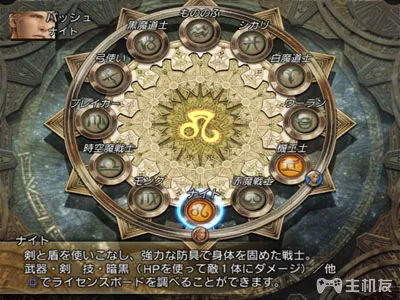 バッシュ
ナイト
もののふ
黒魔道士
シカリ
弓使い
白魔道士
ブレイカー
ウーラン
時空魔戦士
機工士
モンク
赤魔戦士
ナイト
ナイト
剣と盾を使いこなし、強力な防具で身体を固めた戦士。
武器・剣 技・暗黒（HPを使って敵1体にダメージ）／他
でライセンスボードを調べることができます。
主机友